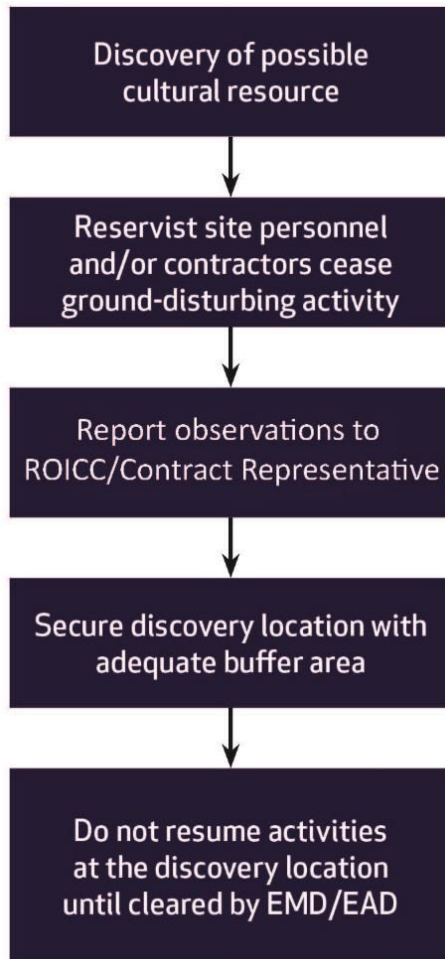 Discovery of possible
cultural resource
Reservist site personnel
and/or contractors cease
ground-disturbing activity
Report observations to
ROICC/Contract Representative
Secure discovery location with
adequate buffer area
Do not resume activities
at the discovery location
until cleared by EMD/EAD